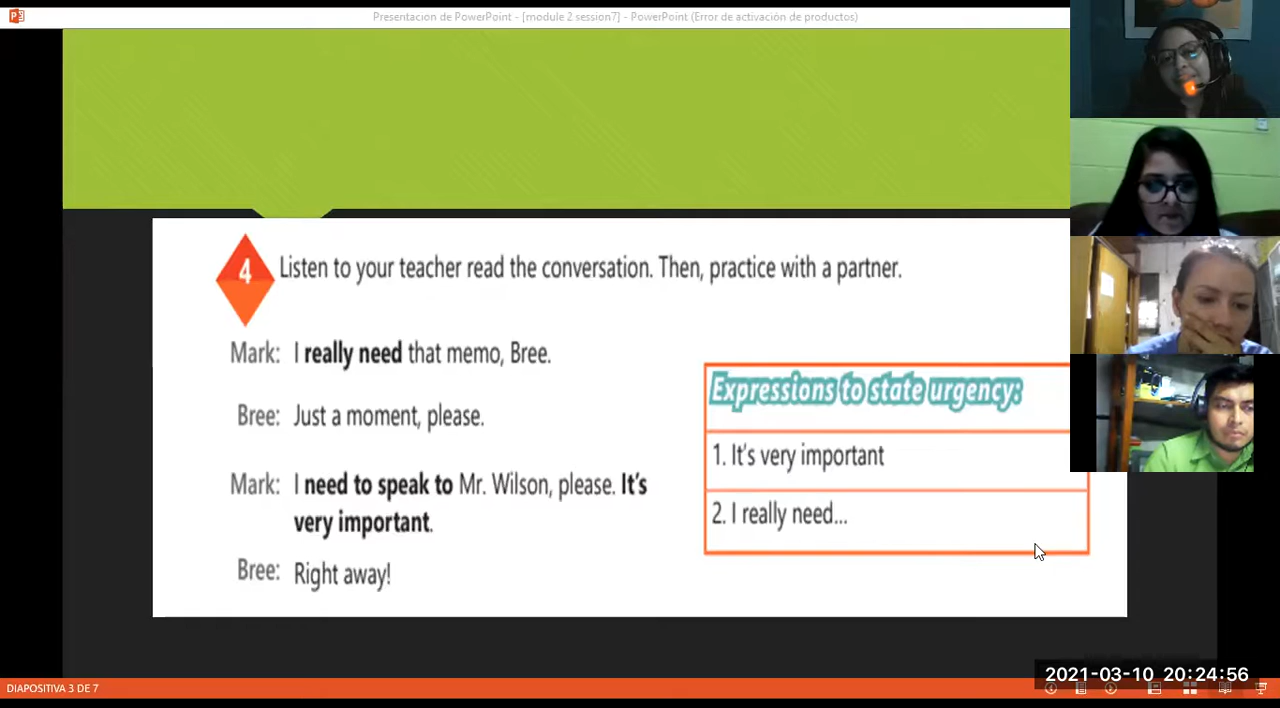 Presentación de PowerPoint - [module 2 session7] - PowerPoint (Error de activación de productos)
4 Listen to your teacher read the conversation. Then, practice with a partner.
Mark: I really need that memo, Bree.
Bree: Just a moment, please.
Mark: I need to speak to Mr. Wilson, please. It's
very important.
Bree: Right away!
Expressions to state urgency:
1. It's very important
2. I really need...
2021-03-10 20:24:56
DIAPOSITIVA 3 DE 7